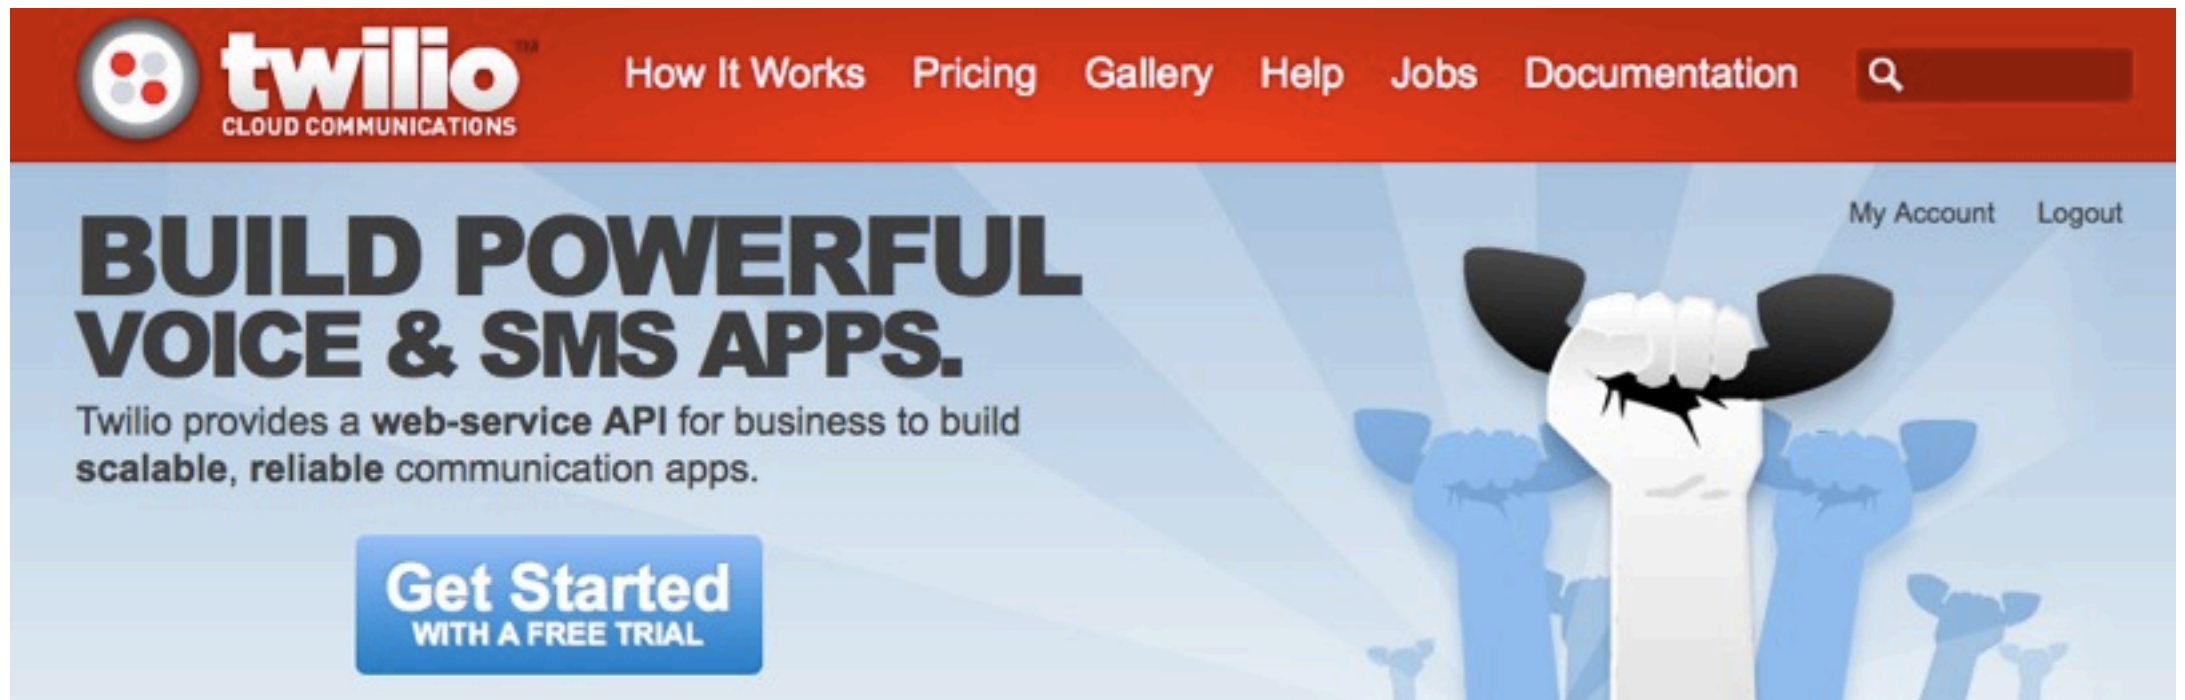 twilio™
CLOUD COMMUNICATIONS
How It Works Pricing Gallery Help Jobs Documentation
My Account Logout
BUILD POWERFUL
VOICE & SMS APPS.
Twilio provides a web-service API for business to build
scalable, reliable communication apps.
Get Started
WITH A FREE TRIAL